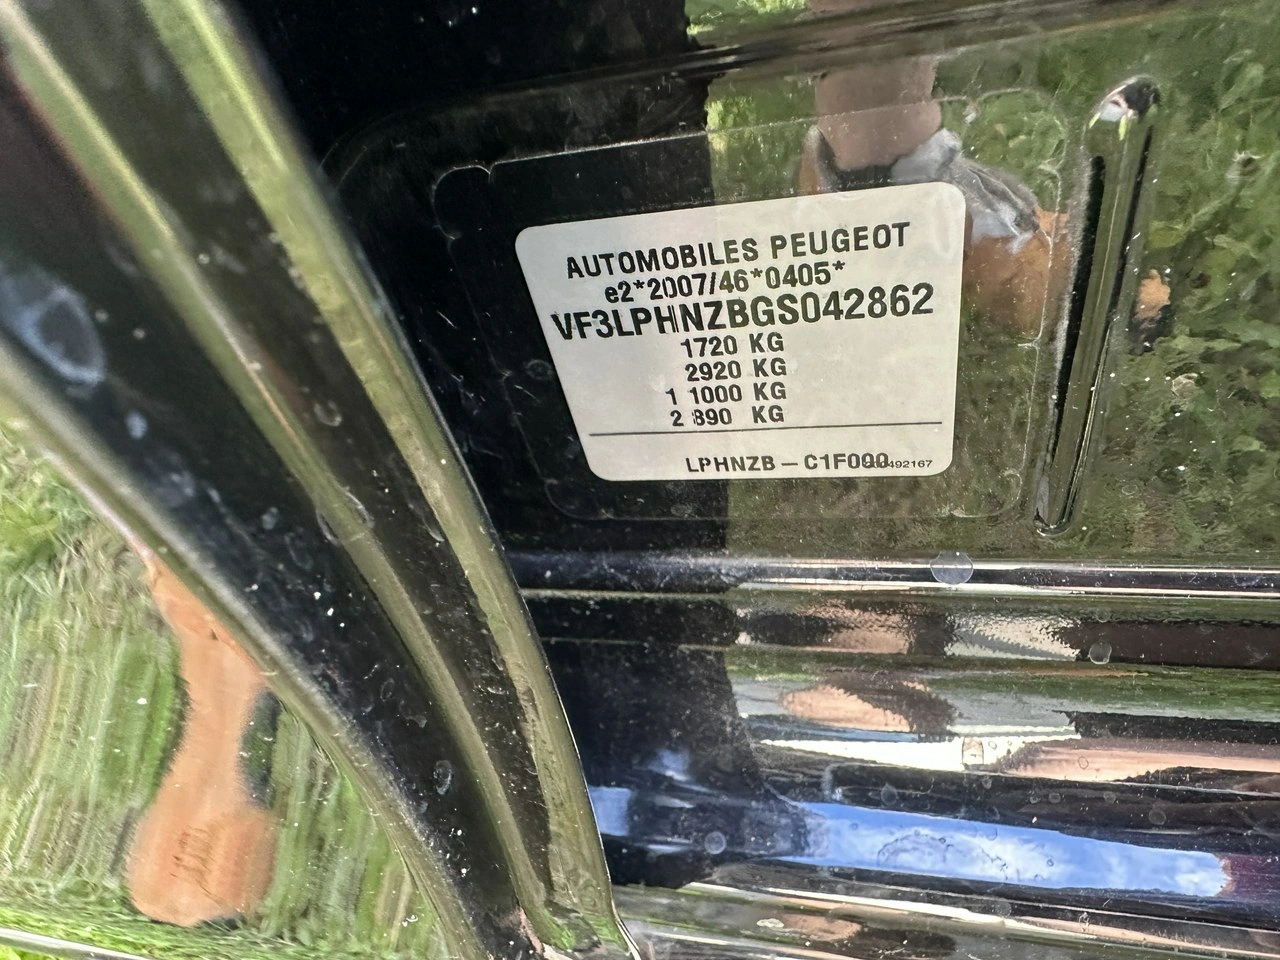 AUTOMOBILES PEUGEOT
e2*2007/46*0405*
VF3LPHNZBGS042862
1720 KG
2920 KG
1 1000 KG
2 890 KG
LPHNZB – C1F000